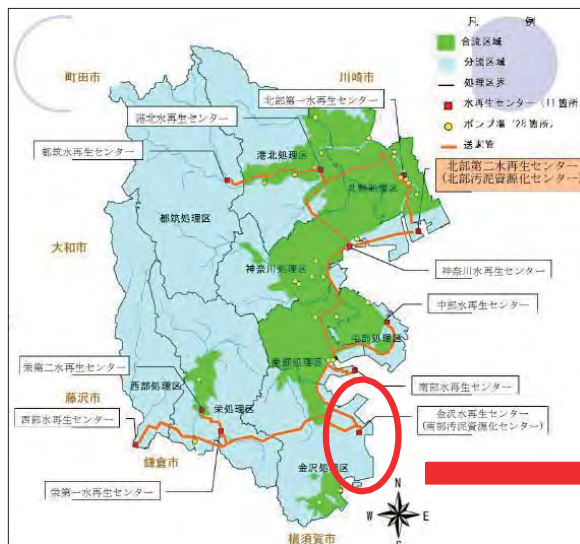 凡 例
合流区域
分流区域
処理区界
水再生センター(11箇所)
ポンプ場(26箇所)
送泥管
町田市
川崎市
北部第一水再生センター
港北水再生センター
都筑水再生センター
港北処理区
北部処理区
北部第二水再生センター
(北部汚泥資源化センター)
都筑処理区
大和市
神奈川処理区
神奈川水再生センター
中部水再生センター
中部処理区
栄第二水再生センター
南部処理区
西部処理区
南部水再生センター
藤沢市
栄処理区
西部水再生センター
金沢水再生センター
(南部汚泥資源化センター)
鎌倉市
金沢処理区
栄第一水再生センター
N
W E
S
横須賀市